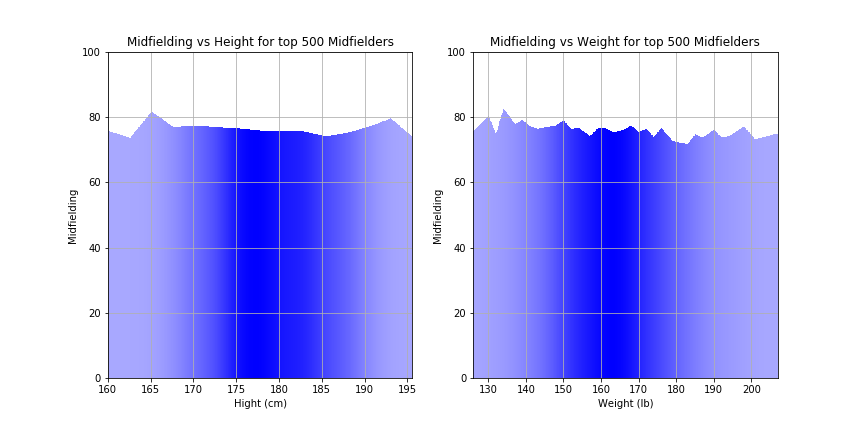 Midfielding vs Height for top 500 Midfielders
Midfielding
100
80
60
40
20
0
160 165 170 175 180 185 190 195
Hight (cm)
Midfielding vs Weight for top 500 Midfielders
Midfielding
100
80
60
40
20
0
130 140 150 160 170 180 190 200
Weight (lb)